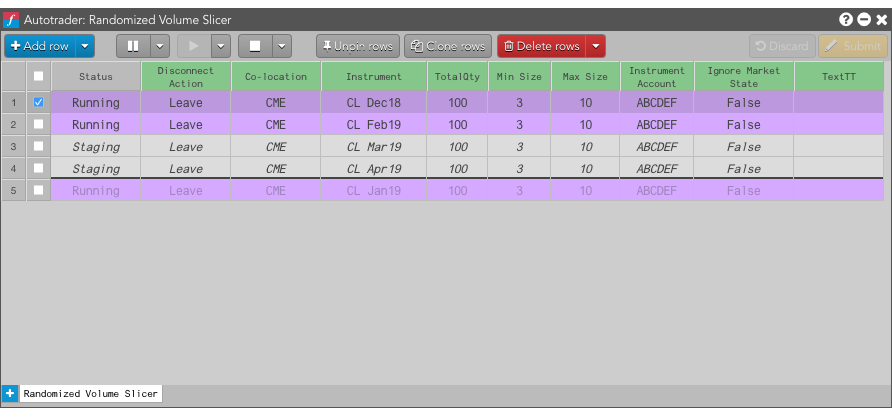 f Autotrader: Randomized Volume Slicer ?
Add row Unpin rows Clone rows Delete rows Discard Submit
Status Disconnect Action Co-location Instrument TotalQty Min Size Max Size Instrument Account Ignore Market State TextTT
1 Running Leave CME CL Dec18 100 3 10 ABCDEF False
2 Running Leave CME CL Feb19 100 3 10 ABCDEF False
3 Staging Leave CME CL Mar19 100 3 10 ABCDEF False
4 Staging Leave CME CL Apr19 100 3 10 ABCDEF False
5 Running Leave CME CL Jan19 100 3 10 ABCDEF False
+ Randomized Volume Slicer